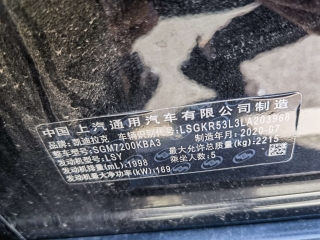 中国 上汽通用汽车有限公司制造
品牌：凯迪拉克 车辆识别代号：LSGKR53L3LA203968
整车型号：SGM7200KBA3 制造年月：2020-07
发动机型号：LSY 最大允许总质量(kg)：2215
发动机排量(mL)：1998 乘坐人数：5
发动机最大净功率(kW)：169